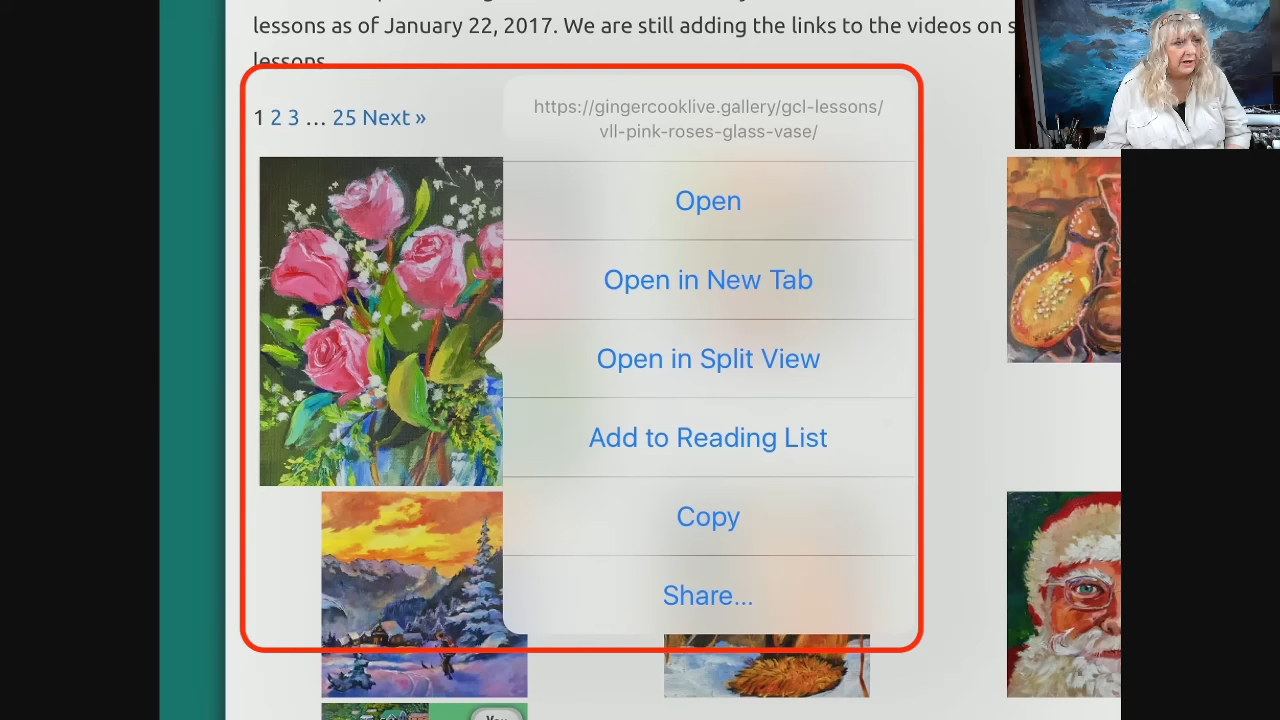 lessons as of January 22, 2017. We are still adding the links to the videos on
lessons
1 2 3 … 25 Next »
https://gingercooklive.gallery/gcl-lessons/
vll-pink-roses-glass-vase/
Open
Open in New Tab
Open in Split View
Add to Reading List
Copy
Share...
You